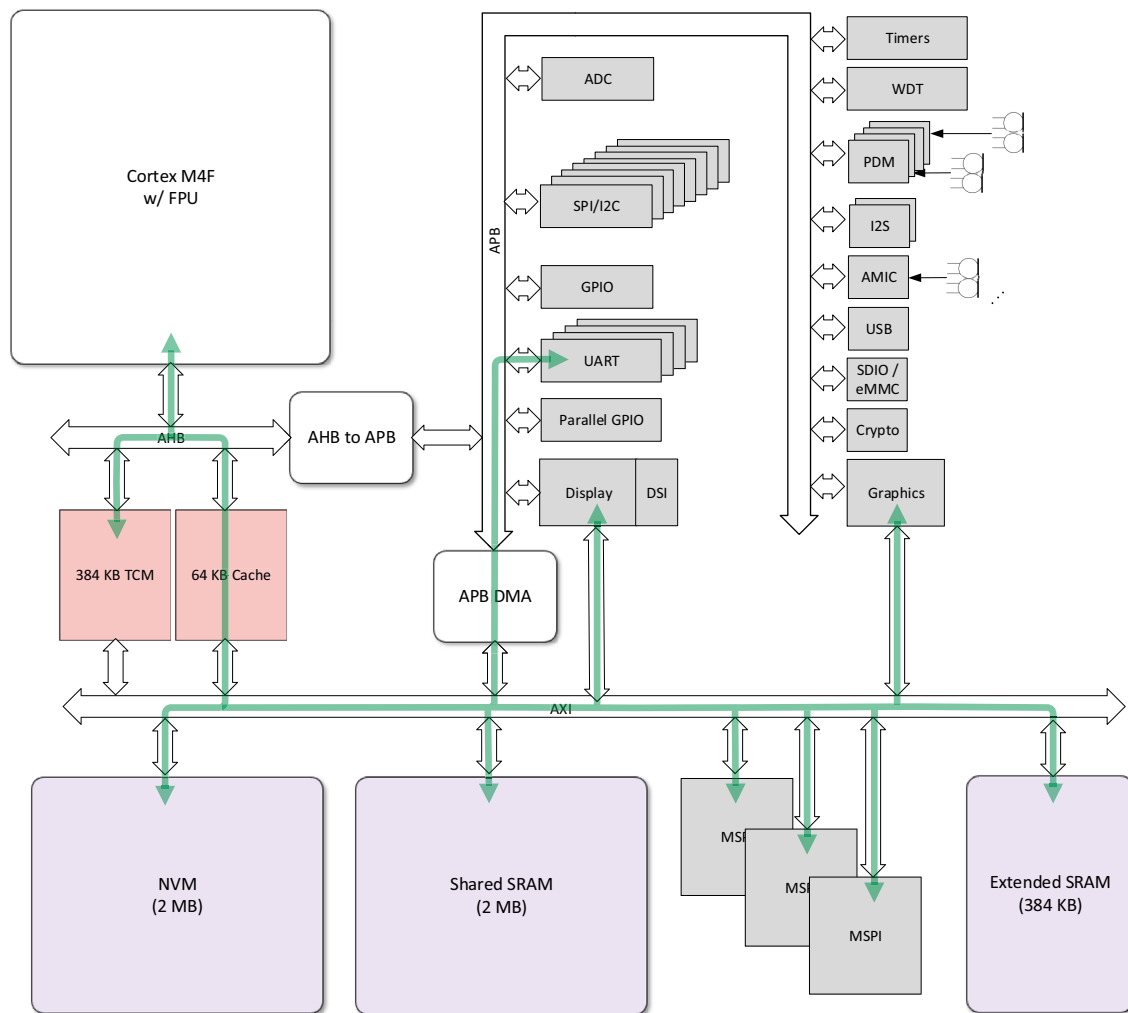 Cortex M4F
w/ FPU
AHB
AHB to APB
384 KB TCM
64 KB Cache
APB
ADC
SPI/I2C
GPIO
UART
Parallel GPIO
Display
DSI
APB DMA
Timers
WDT
PDM
I2S
AMIC
...
USB
SDIO /
eMMC
Crypto
Graphics
AXI
NVM
(2 MB)
Shared SRAM
(2 MB)
MSPI
Extended SRAM
(384 KB)